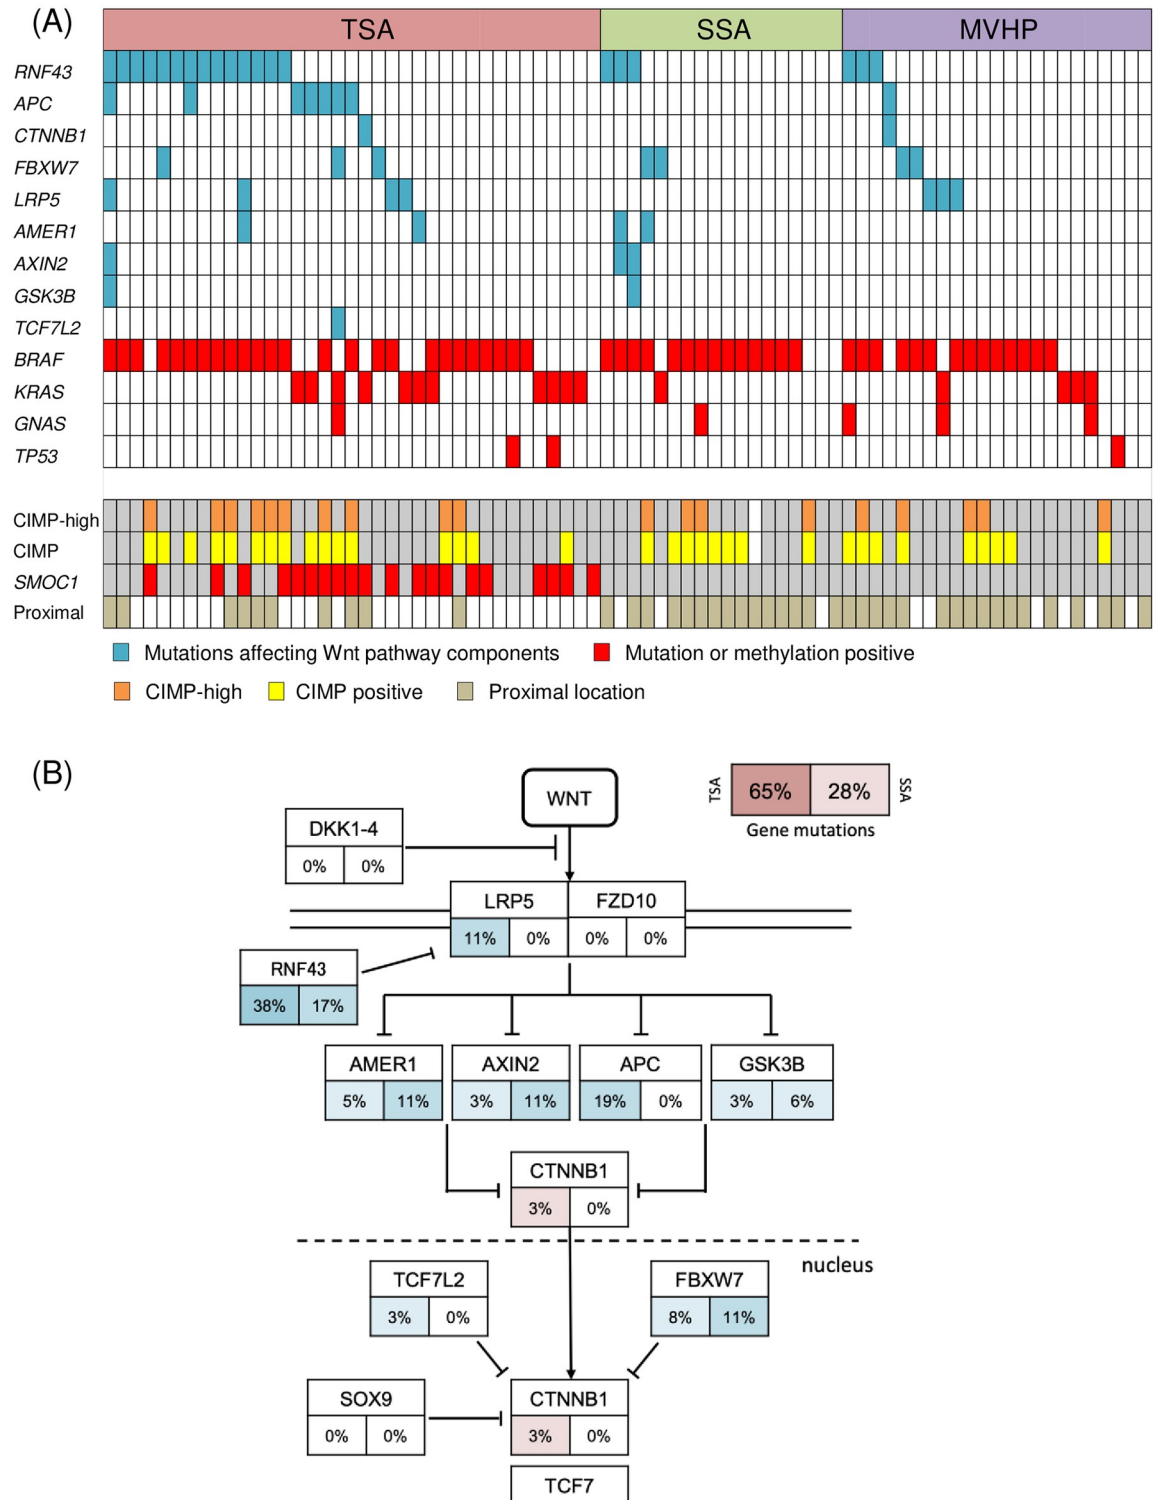 (A)
TSA SSA MVHP
RNF43
APC
CTNNB1
FBXW7
LRP5
AMER1
AXIN2
GSK3B
TCF7L2
BRAF
KRAS
GNAS
TP53
CIMP-high
CIMP
SMOC1
Proximal
Mutations affecting Wnt pathway components Mutation or methylation positive
CIMP-high CIMP positive Proximal location
(B)
WNT
TSA 65% 28% SSA
Gene mutations
DKK1-4
0% 0%
LRP5 FZD10
11% 0% 0% 0%
RNF43
38% 17%
AMER1 AXIN2 APC GSK3B
5% 11% 3% 11% 19% 0% 3% 6%
CTNNB1
3% 0%
nucleus
TCF7L2 FBXW7
3% 0% 8% 11%
SOX9 CTNNB1
0% 0% 3% 0%
TCF7